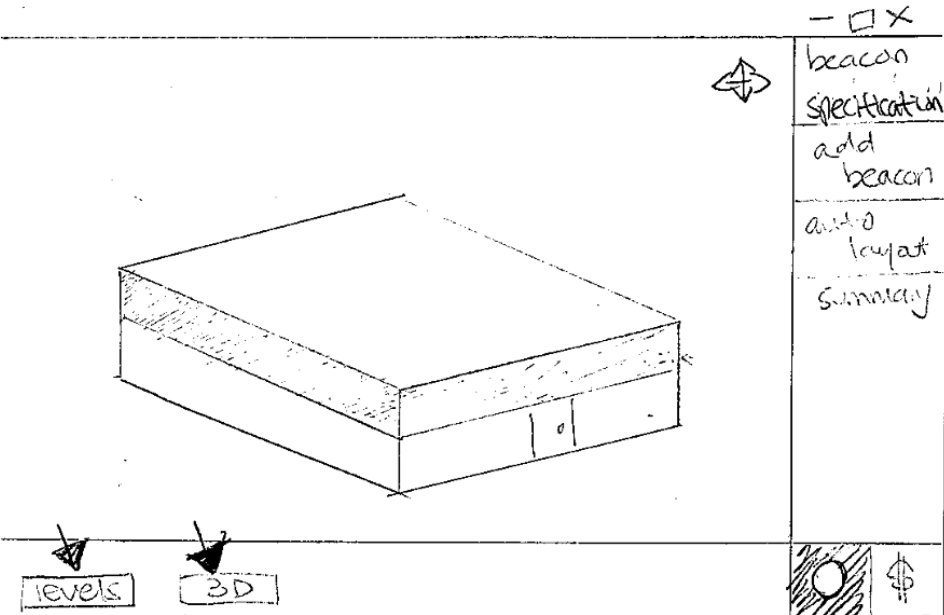 beacon
specification
add
beacon
auto
layout
summary
levels
3D